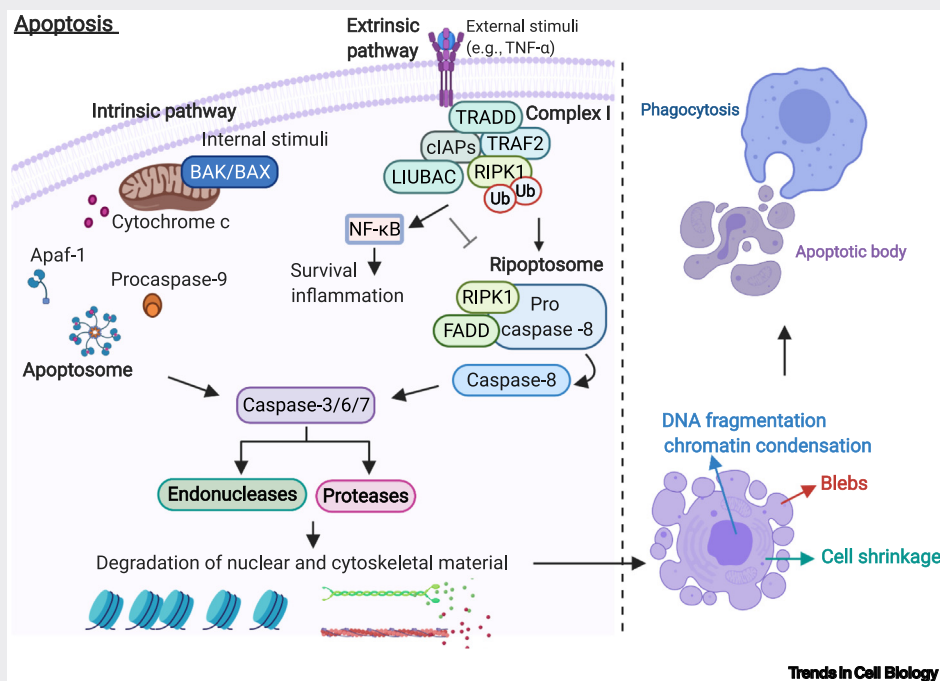 Apoptosis
Extrinsic
pathway
External stimuli
(e.g., TNF-α)
Intrinsic pathway
Internal stimuli
BAK/BAX
Cytochrome c
Apaf-1
Procaspase-9
Apoptosome
Complex I
TRADD
cIAPs
TRAF2
LIUBAC
RIPK1
Ub
Ub
NF-κB
Survival
inflammation
Ripoptosome
RIPK1
FADD
Pro
caspase -8
Caspase-8
Caspase-3/6/7
Endonucleases
Proteases
Degradation of nuclear and cytoskeletal material
Phagocytosis
Apoptotic body
DNA fragmentation
chromatin condensation
Blebs
Cell shrinkage
Trends in Cell Biology